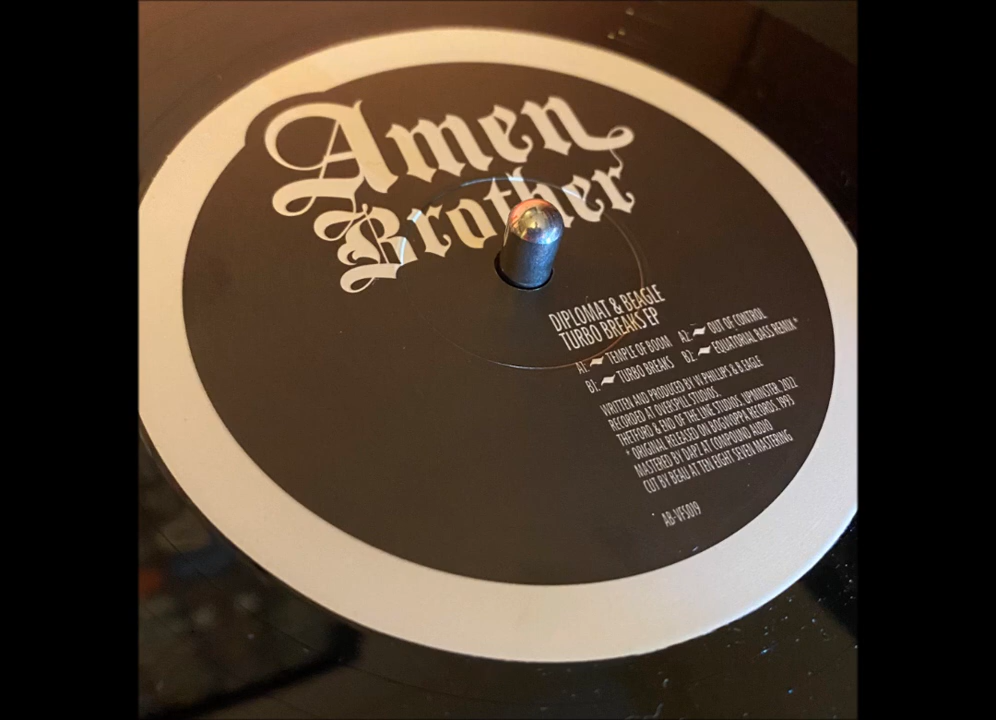 Amen
Brother
DIPLOMAT & BEAGLE
TURBO BREAKS EP
A1: TEMPLE OF BOOM A2: OUT OF CONTROL
B1: TURBO BREAKS B2: EQUATORIAL BASS REMIX*
WRITTEN AND PRODUCED BY W PHILLIPS & B EAGLE
RECORDED AT OVERSPILL STUDIOS,
THETFORD & END OF THE LINE STUDIOS, UPMINSTER, 2022
* ORIGINAL RELEASED ON BOGWOPPA RECORDS, 1993
MASTERED BY DAPZ AT COMPOUND AUDIO
CUT BY BEAU AT TEN EIGHT SEVEN MASTERING
AB-VFS019